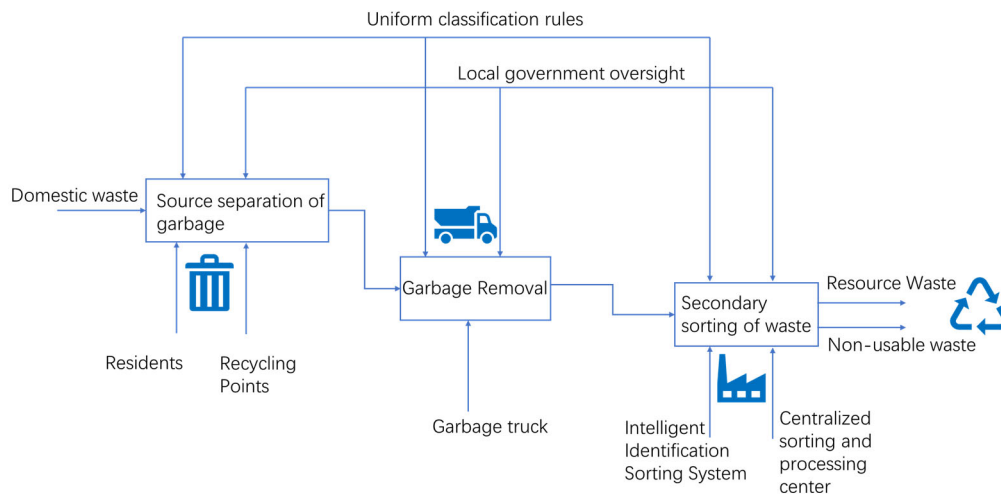 Uniform classification rules
Local government oversight
Domestic waste
Source separation of
garbage
Garbage Removal
Resource Waste
Secondary
sorting of waste
Non-usable waste
Residents
Recycling
Points
Garbage truck
Intelligent
Identification
Sorting System
Centralized
sorting and
processing
center